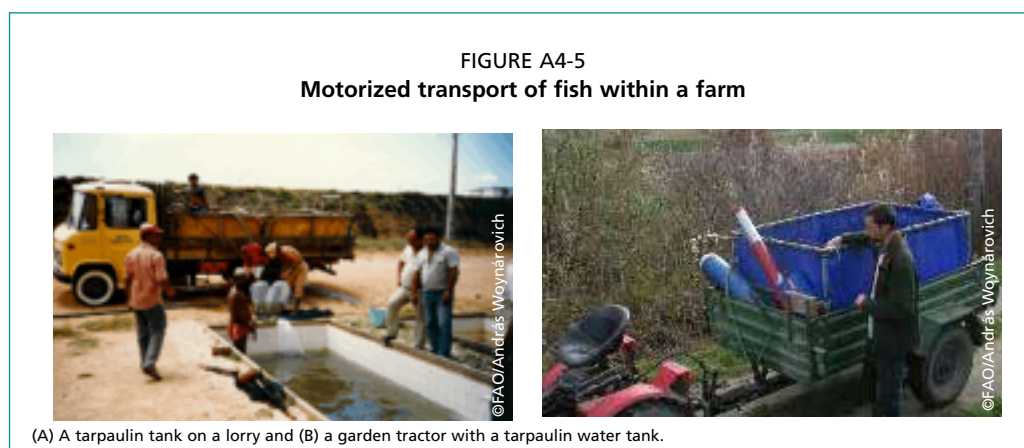 FIGURE A4-5
Motorized transport of fish within a farm
©FAO/András Woynárovich
©FAO/András Woynárovich
(A) A tarpaulin tank on a lorry and (B) a garden tractor with a tarpaulin water tank.